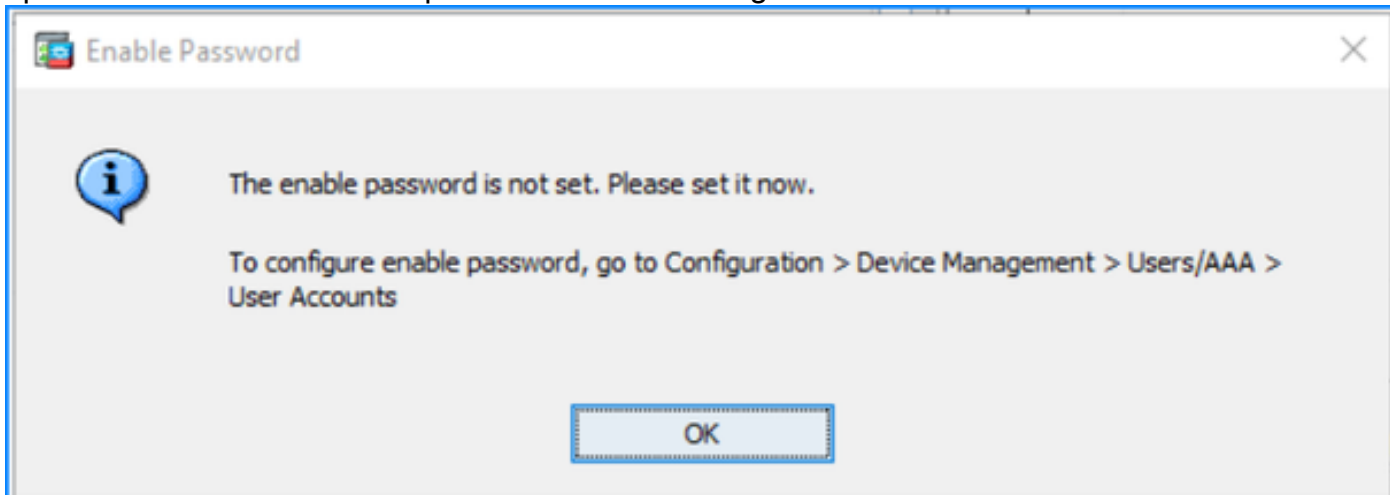 Enable Password
The enable password is not set. Please set it now.
To configure enable password, go to Configuration > Device Management > Users/AAA >
User Accounts
OK